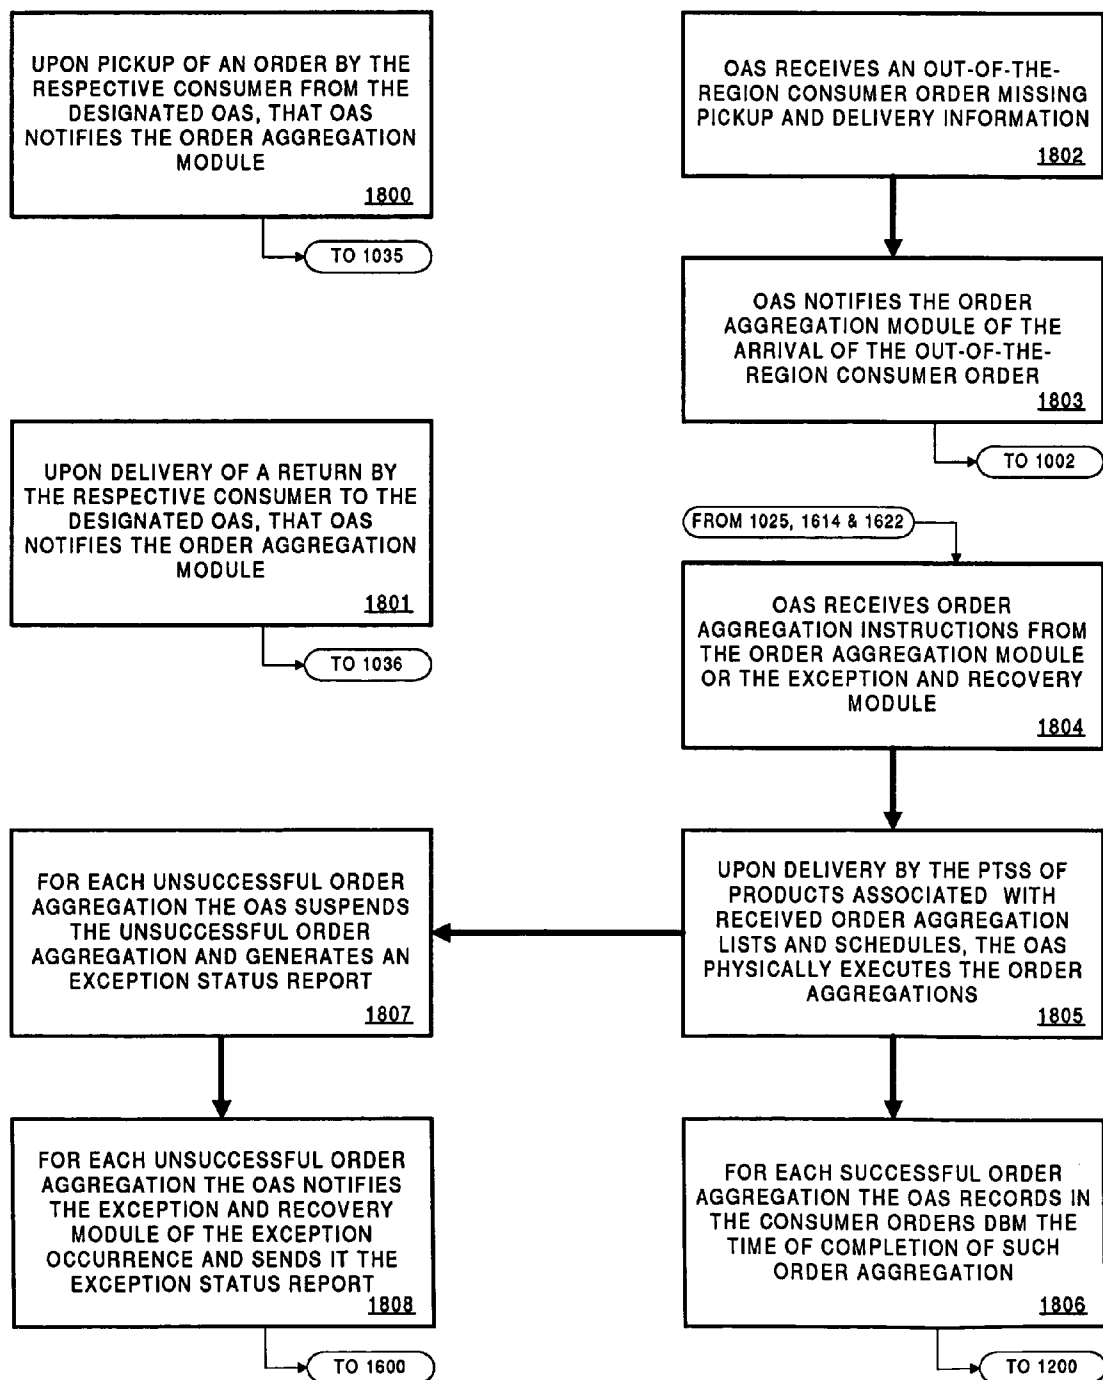 UPON PICKUP OF AN ORDER BY THE
RESPECTIVE CONSUMER FROM THE
DESIGNATED OAS, THAT OAS
NOTIFIES THE ORDER AGGREGATION
MODULE
1800
TO 1035
OAS RECEIVES AN OUT-OF-THE-
REGION CONSUMER ORDER MISSING
PICKUP AND DELIVERY INFORMATION
1802
OAS NOTIFIES THE ORDER
AGGREGATION MODULE OF THE
ARRIVAL OF THE OUT-OF-THE-
REGION CONSUMER ORDER
1803
TO 1002
UPON DELIVERY OF A RETURN BY
THE RESPECTIVE CONSUMER TO THE
DESIGNATED OAS, THAT OAS
NOTIFIES THE ORDER AGGREGATION
MODULE
1801
TO 1036
FROM 1025, 1614 & 1622
OAS RECEIVES ORDER
AGGREGATION INSTRUCTIONS FROM
THE ORDER AGGREGATION MODULE
OR THE EXCEPTION AND RECOVERY
MODULE
1804
UPON DELIVERY BY THE PTSS OF
PRODUCTS ASSOCIATED WITH
RECEIVED ORDER AGGREGATION
LISTS AND SCHEDULES, THE OAS
PHYSICALLY EXECUTES THE ORDER
AGGREGATIONS
1805
FOR EACH UNSUCCESSFUL ORDER
AGGREGATION THE OAS SUSPENDS
THE UNSUCCESSFUL ORDER
AGGREGATION AND GENERATES AN
EXCEPTION STATUS REPORT
1807
FOR EACH UNSUCCESSFUL ORDER
AGGREGATION THE OAS NOTIFIES
THE EXCEPTION AND RECOVERY
MODULE OF THE EXCEPTION
OCCURRENCE AND SENDS IT THE
EXCEPTION STATUS REPORT
1808
TO 1600
FOR EACH SUCCESSFUL ORDER
AGGREGATION THE OAS RECORDS IN
THE CONSUMER ORDERS DBM THE
TIME OF COMPLETION OF SUCH
ORDER AGGREGATION
1806
TO 1200